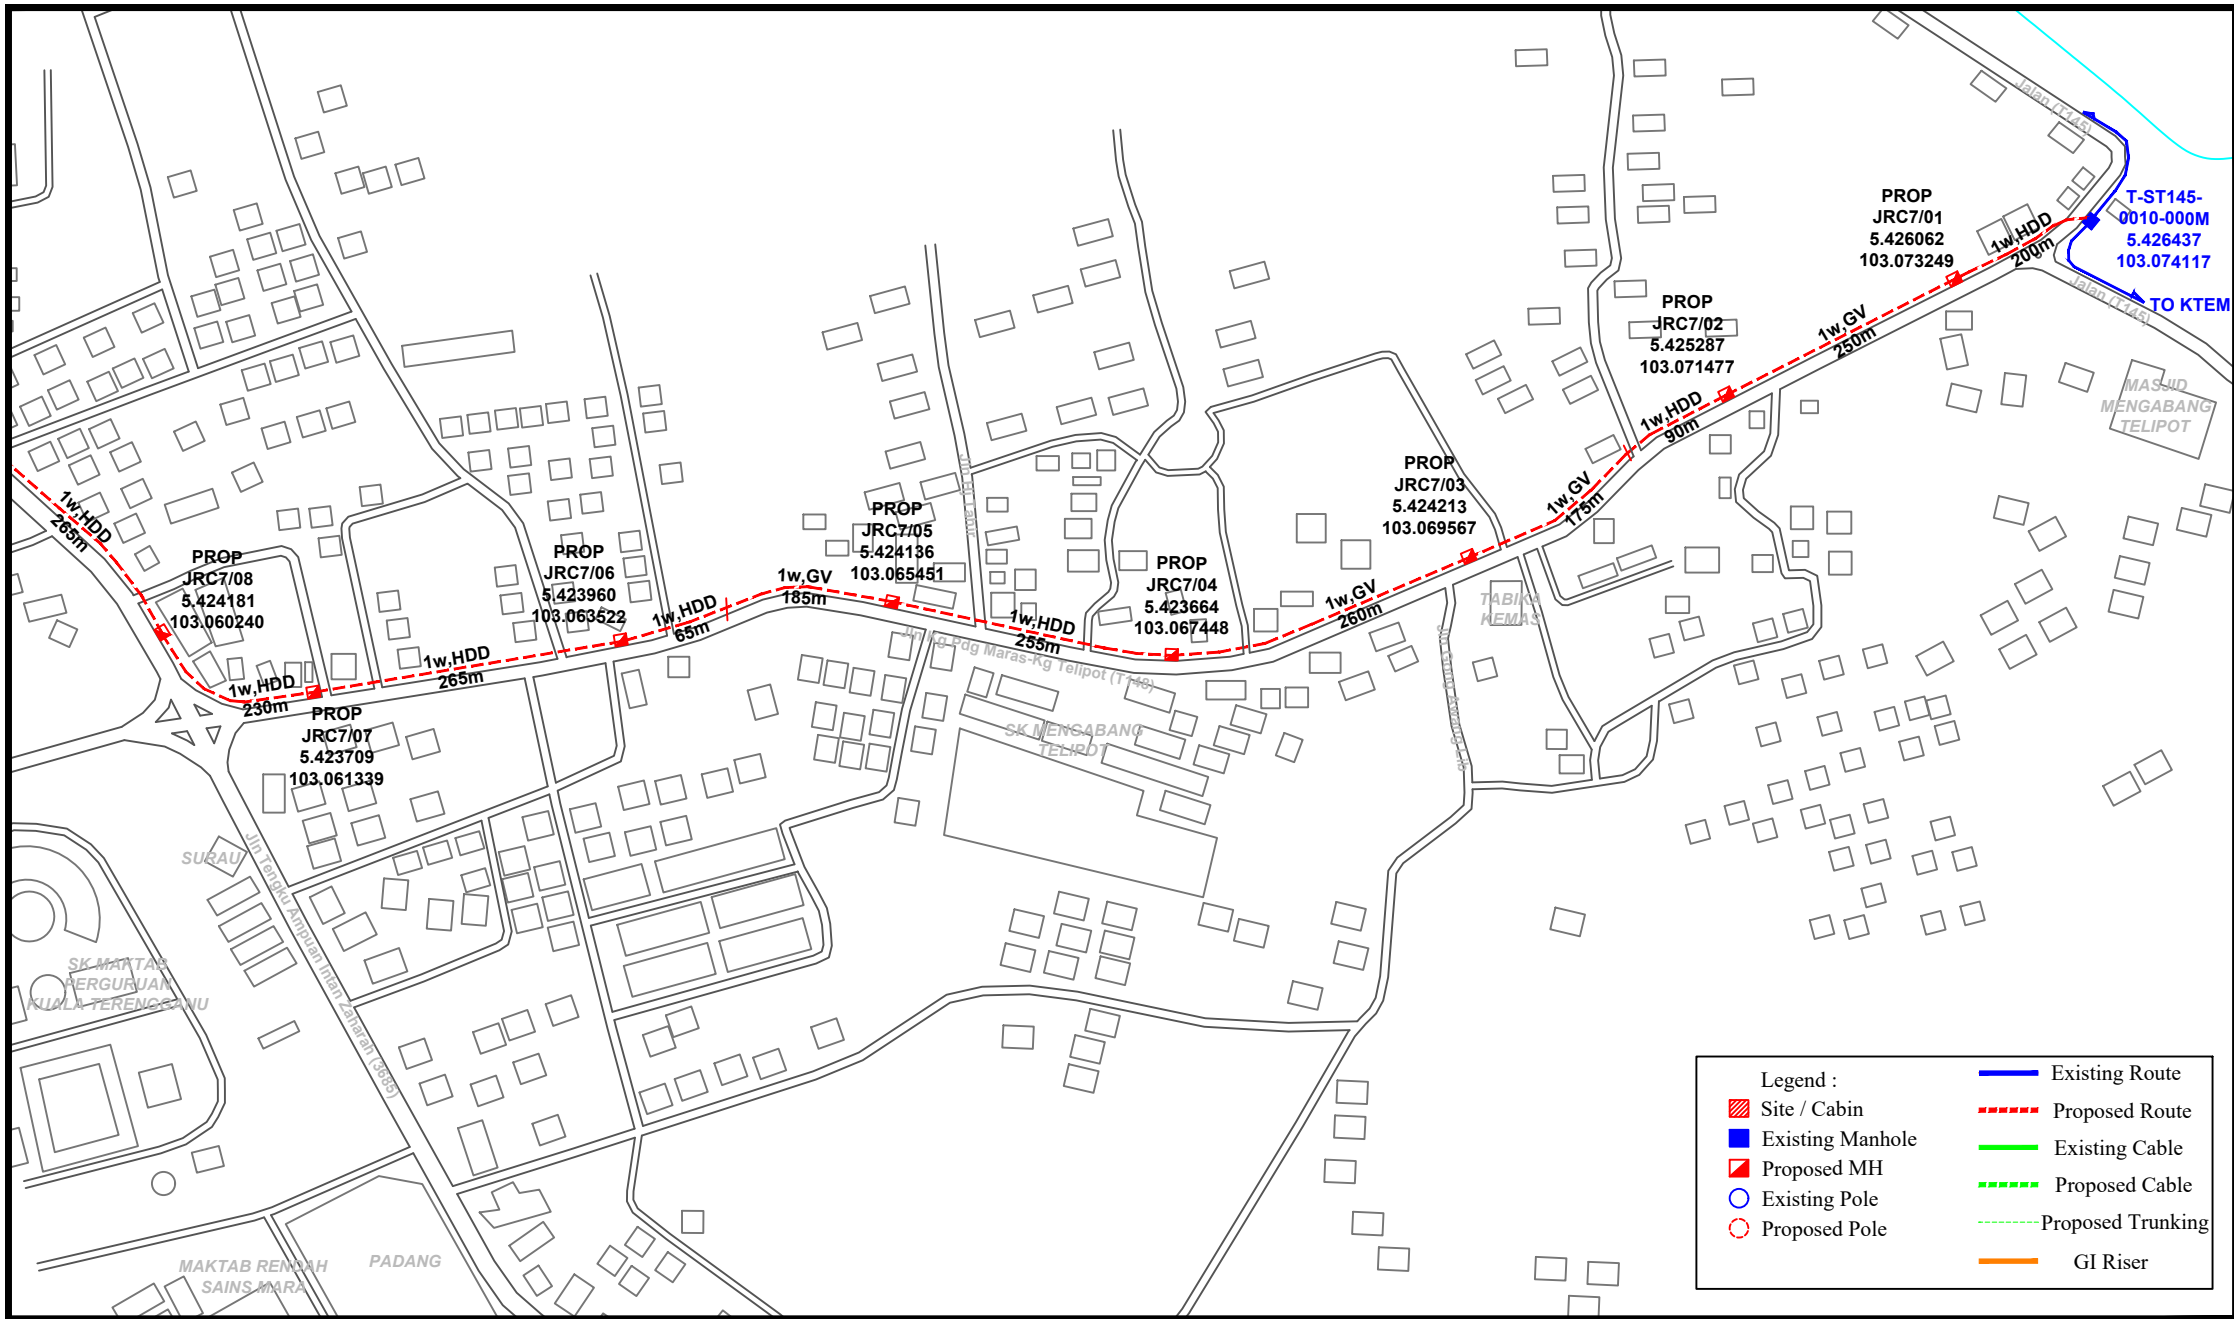 Jalan (T145)
T-ST145-
0010-000M
5.426437
103.074117
TO KTEM
Jalan (T145)
PROP
JRC7/01
5.426062
103.073249
1w,HDD
200m
1w,GV
250m
PROP
JRC7/02
5.425287
103.071477
1w,HDD
90m
MASJID
MENGABANG
TELIPOT
PROP
JRC7/03
5.424213
103.069567
1w,GV
175m
TABIKA
KEMAS
1w,GV
260m
PROP
JRC7/04
5.423664
103.067448
Jln Gong Awang Lib
Jln Hj Tahir
PROP
JRC7/05
5.424136
103.065451
1w,HDD
255m
Jln Kg Pdg Maras-Kg Telipot (T148)
SK MENGABANG
TELIPOT
1w,GV
185m
1w,HDD
65m
PROP
JRC7/06
5.423960
103.063522
1w,HDD
265m
PROP
JRC7/07
5.423709
103.061339
1w,HDD
230m
PROP
JRC7/08
5.424181
103.060240
1w,HDD
265m
SURAU
Jln Tengku Ampuan Intan Zaharah (3685)
SK MAKTAB
PERGURUAN
KUALA TERENGGANU
MAKTAB RENDAH
SAINS MARA
PADANG
Legend :
Site / Cabin
Existing Manhole
Proposed MH
Existing Pole
Proposed Pole
Existing Route
Proposed Route
Existing Cable
Proposed Cable
Proposed Trunking
GI Riser